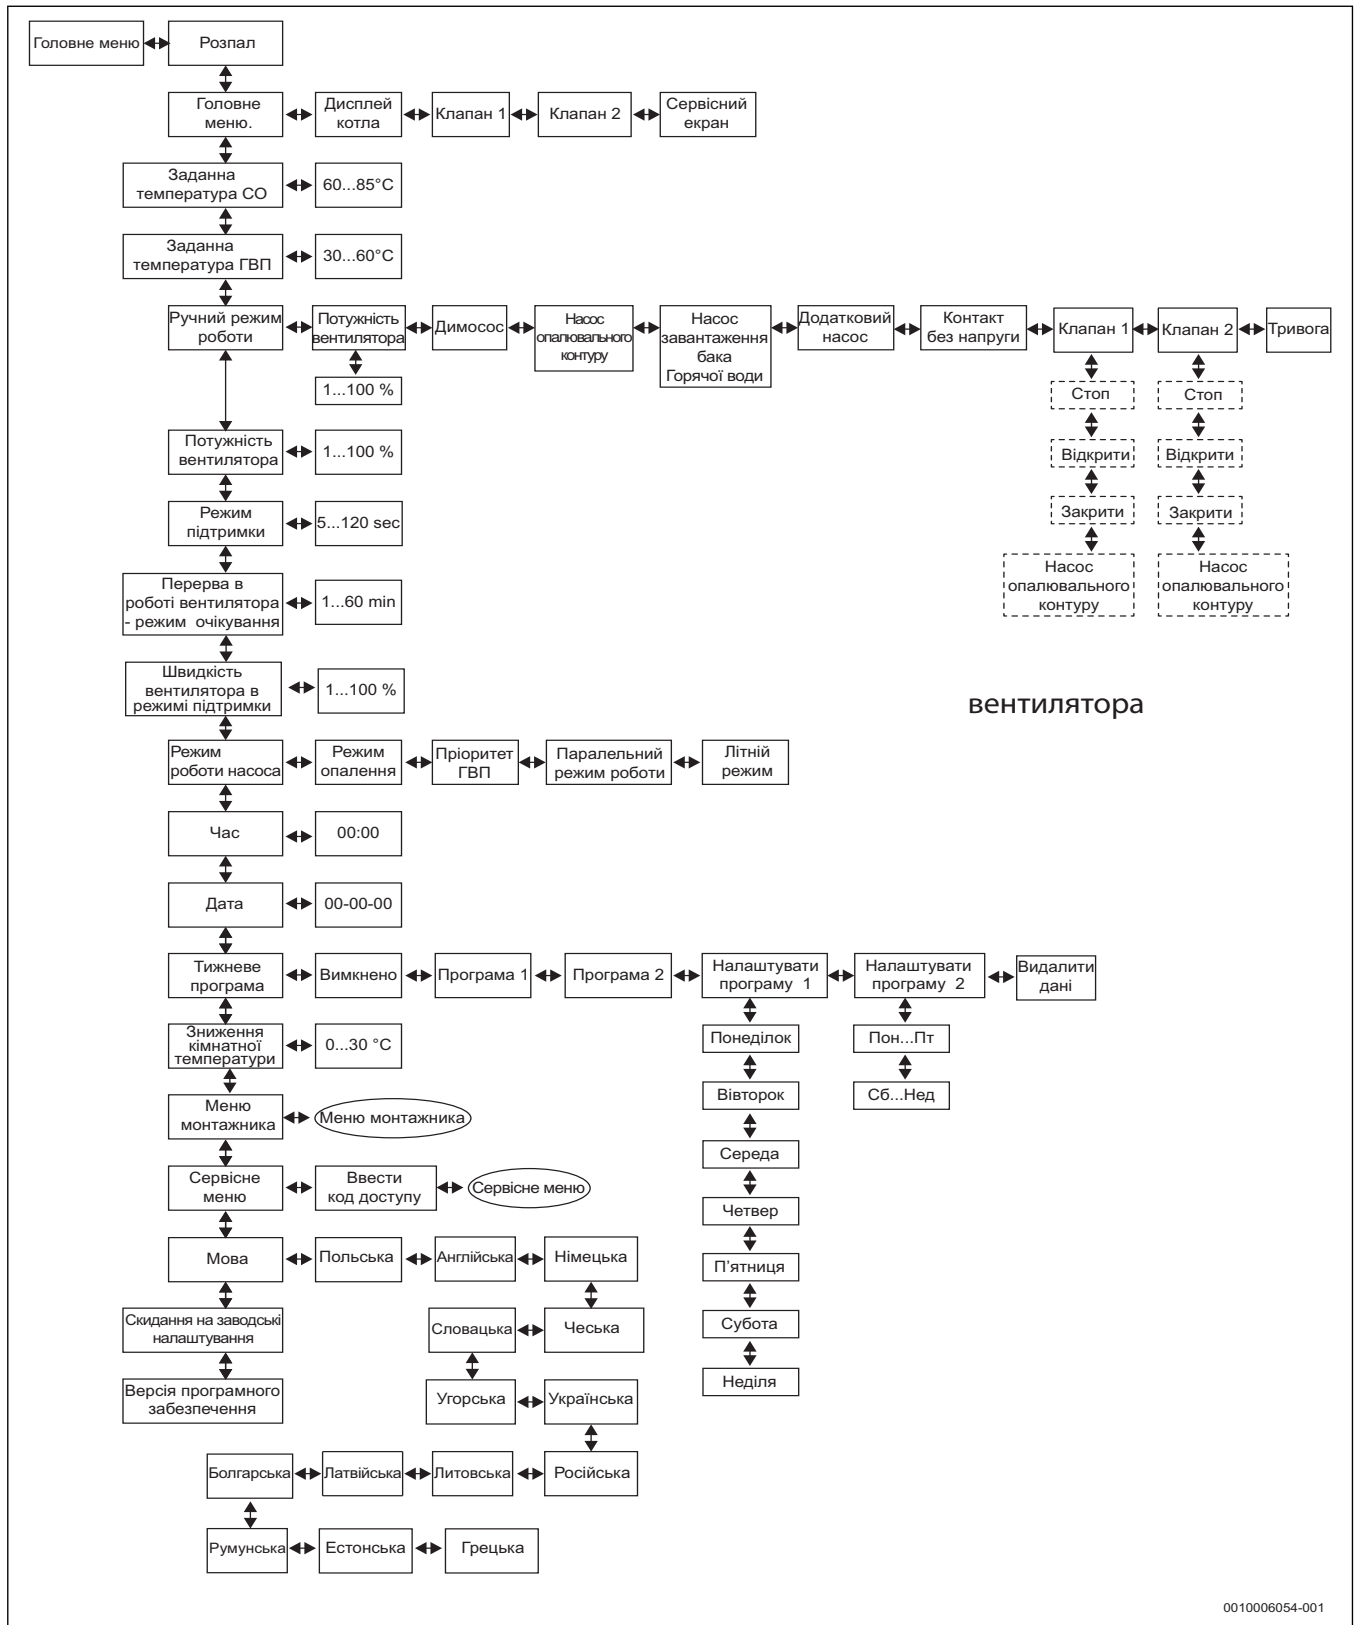 Головне меню
Розпал
Головне
меню.
Дисплей
котла
Клапан 1
Клапан 2
Сервісний
екран
Заданна
температура СО
60...85°C
Заданна
температура ГВП
30...60°C
Ручний режим
роботи
Потужність
вентилятора
Димосос
Насос
опалювального
контуру
Насос
завантаження
бака
Горячої води
Додатковий
насос
Контакт
без напруги
Клапан 1
Клапан 2
Тривога
1...100 %
Стоп
Стоп
Відкрити
Відкрити
Закрити
Закрити
Насос
опалювального
контуру
Насос
опалювального
контуру
Потужність
вентилятора
1...100 %
Режим
підтримки
5...120 sec
Перерва в
роботі вентилятора
- режим очікування
1...60 min
Швидкість
вентилятора в
режимі підтримки
1...100 %
вентилятора
Режим
роботи насоса
Режим
опалення
Пріоритет
ГВП
Паралельний
режим роботи
Літній
режим
Час
00:00
Дата
00-00-00
Тижневе
програма
Вимкнено
Програма 1
Програма 2
Налаштувати
програму 1
Налаштувати
програму 2
Видалити
дані
Понеділок
Вівторок
Середа
Четвер
П'ятниця
Субота
Неділя
Пон...Пт
Сб...Нед
Зниження
кімнатної
температури
0...30 °C
Меню
монтажника
Меню монтажника
Сервісне
меню
Ввести
код доступу
Сервісне меню
Мова
Польська
Англійська
Німецька
Скидання на заводські
налаштування
Словацька
Чеська
Версія програмного
забезпечення
Угорська
Українська
Болгарська
Латвійська
Литовська
Російська
Румунська
Естонська
Грецька
0010006054-001